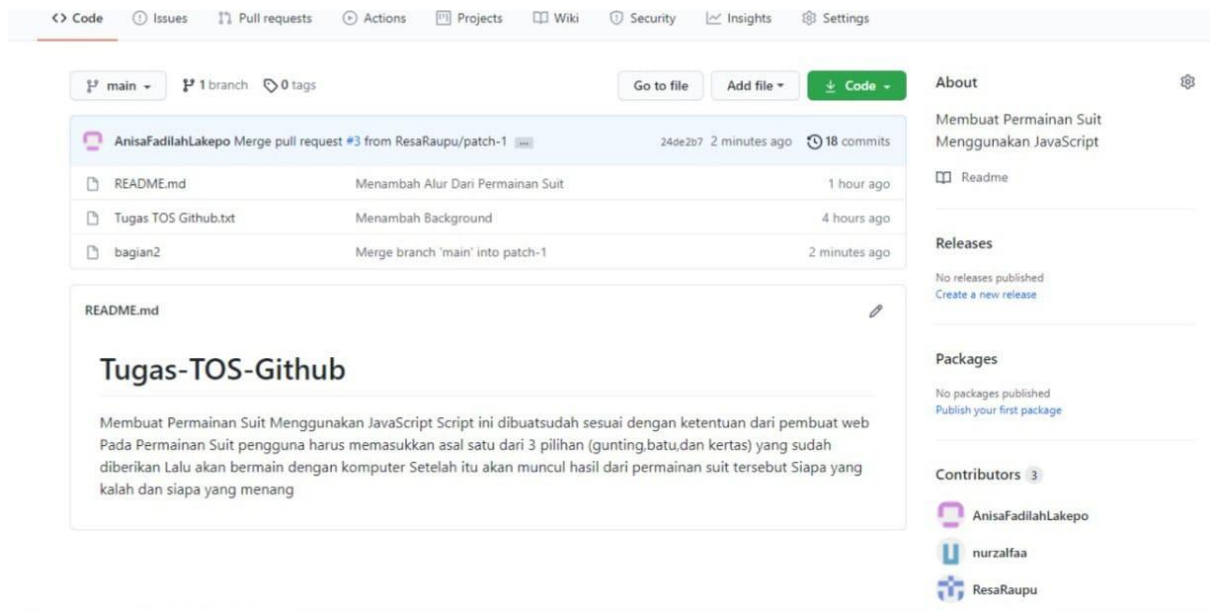 <> Code Issues Pull requests Actions Projects Wiki Security Insights Settings
main 1 branch 0 tags Go to file Add file Code
AnisaFadilahLakepo Merge pull request #3 from ResaRaupu/patch-1 ... 24de2b7 2 minutes ago 18 commits
README.md Menambah Alur Dari Permainan Suit 1 hour ago
Tugas TOS Github.txt Menambah Background 4 hours ago
bagian2 Merge branch 'main' into patch-1 2 minutes ago
README.md
Tugas-TOS-Github
Membuat Permainan Suit Menggunakan JavaScript Script ini dibuatsudah sesuai dengan ketentuan dari pembuat web
Pada Permainan Suit pengguna harus memasukkan asal satu dari 3 pilihan (gunting,batu,dan kertas) yang sudah
diberikan Lalu akan bermain dengan komputer Setelah itu akan muncul hasil dari permainan suit tersebut Siapa yang
kalah dan siapa yang menang
About
Membuat Permainan Suit
Menggunakan JavaScript
Readme
Releases
No releases published
Create a new release
Packages
No packages published
Publish your first package
Contributors 3
AnisaFadilahLakepo
nurzalfaa
ResaRaupu